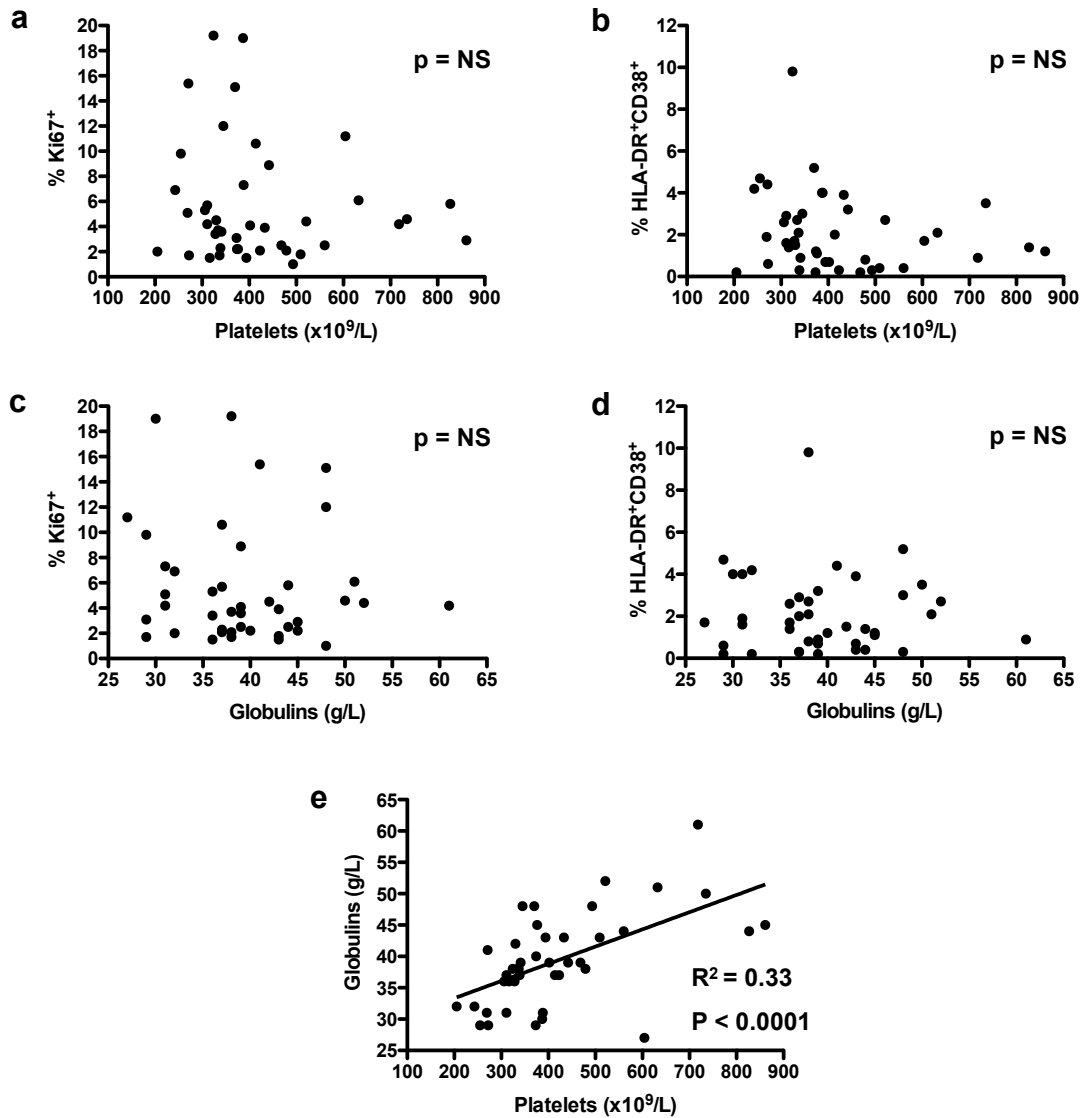 a
20
18
16
14
12
10
8
6
4
2
0
% Ki67⁺
p = NS
100 200 300 400 500 600 700 800 900
Platelets (x10⁹/L)
b
12
10
8
6
4
2
0
% HLA-DR⁺CD38⁺
p = NS
100 200 300 400 500 600 700 800 900
Platelets (x10⁹/L)
c
20
18
16
14
12
10
8
6
4
2
0
% Ki67⁺
p = NS
25 30 35 40 45 50 55 60 65
Globulins (g/L)
d
12
10
8
6
4
2
0
% HLA-DR⁺CD38⁺
p = NS
25 30 35 40 45 50 55 60 65
Globulins (g/L)
e
65
60
55
50
45
40
35
30
25
Globulins (g/L)
R² = 0.33
P < 0.0001
100 200 300 400 500 600 700 800 900
Platelets (x10⁹/L)